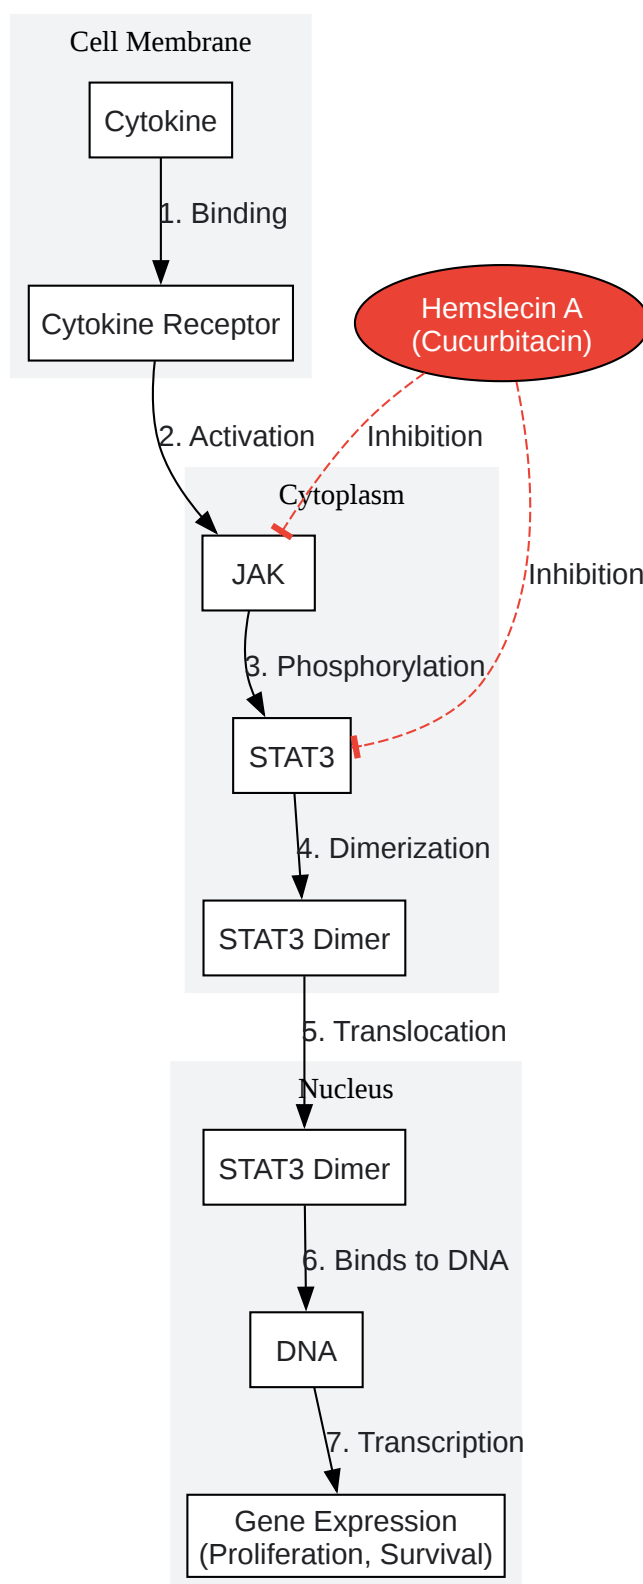 Cell Membrane
Cytokine
1. Binding
Cytokine Receptor
Hemslecin A
(Cucurbitacin)
2. Activation
Inhibition
Cytoplasm
JAK
Inhibition
3. Phosphorylation
STAT3
4. Dimerization
STAT3 Dimer
5. Translocation
Nucleus
STAT3 Dimer
6. Binds to DNA
DNA
7. Transcription
Gene Expression
(Proliferation, Survival)